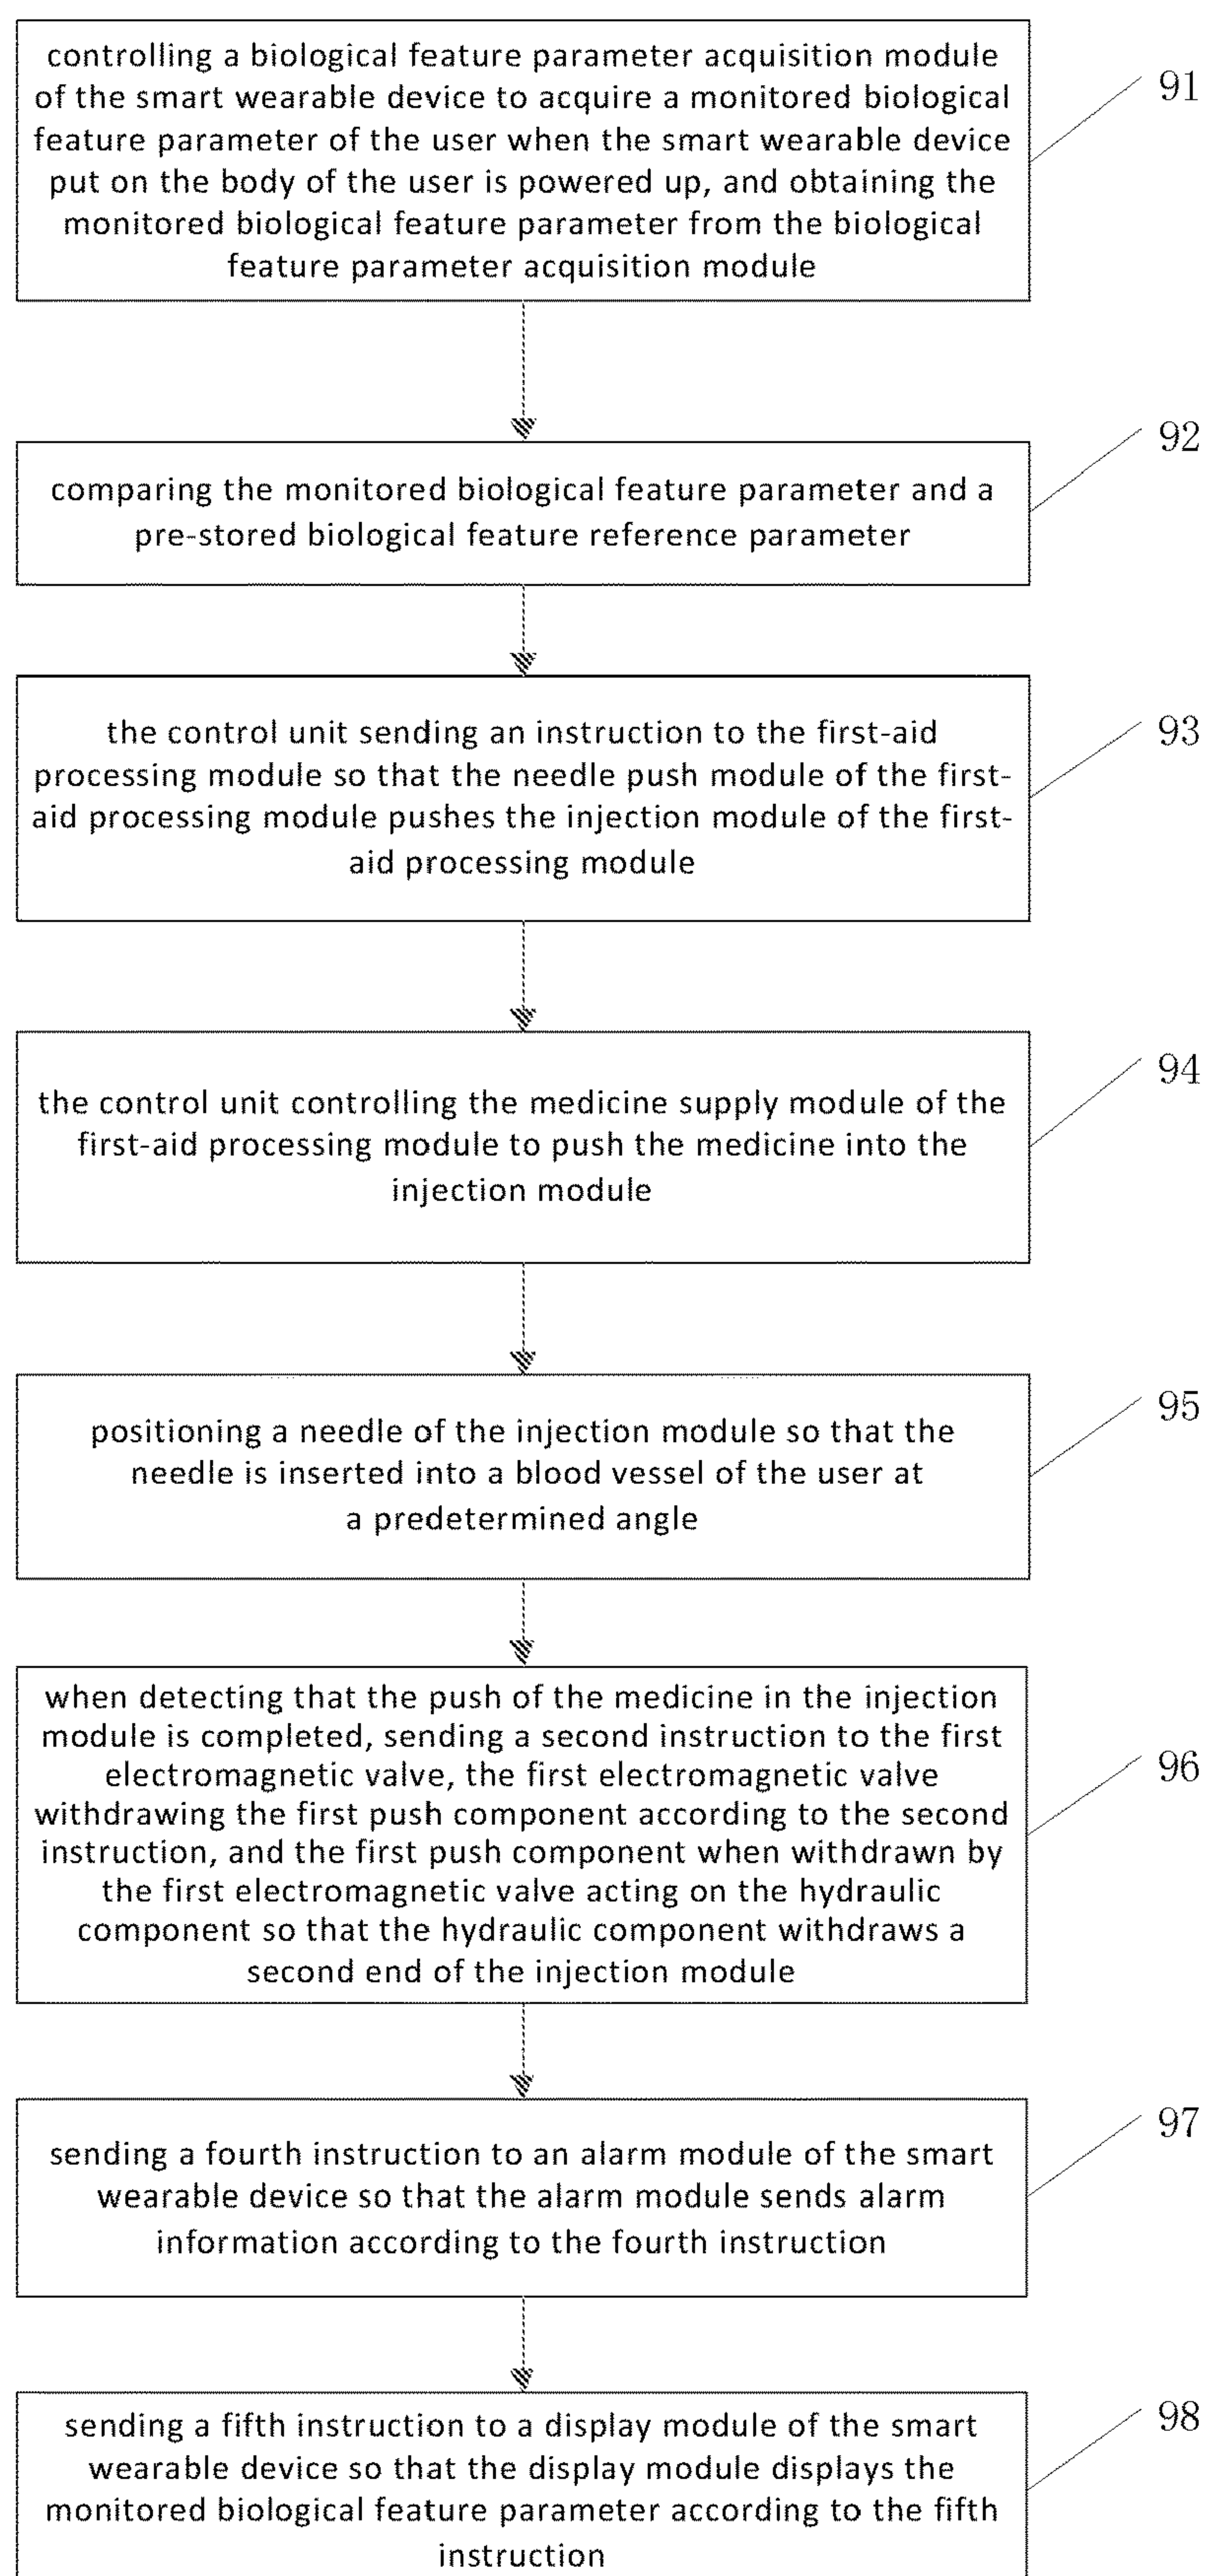 controlling a biological feature parameter acquisition module
of the smart wearable device to acquire a monitored biological
feature parameter of the user when the smart wearable device
put on the body of the user is powered up, and obtaining the
monitored biological feature parameter from the biological
feature parameter acquisition module
91
comparing the monitored biological feature parameter and a
pre-stored biological feature reference parameter
92
the control unit sending an instruction to the first-aid
processing module so that the needle push module of the first-
aid processing module pushes the injection module of the first-
aid processing module
93
the control unit controlling the medicine supply module of the
first-aid processing module to push the medicine into the
injection module
94
positioning a needle of the injection module so that the
needle is inserted into a blood vessel of the user at
a predetermined angle
95
when detecting that the push of the medicine in the injection
module is completed, sending a second instruction to the first
electromagnetic valve, the first electromagnetic valve
withdrawing the first push component according to the second
instruction, and the first push component when withdrawn by
the first electromagnetic valve acting on the hydraulic
component so that the hydraulic component withdraws a
second end of the injection module
96
sending a fourth instruction to an alarm module of the smart
wearable device so that the alarm module sends alarm
information according to the fourth instruction
97
sending a fifth instruction to a display module of the smart
wearable device so that the display module displays the
monitored biological feature parameter according to the fifth
instruction
98